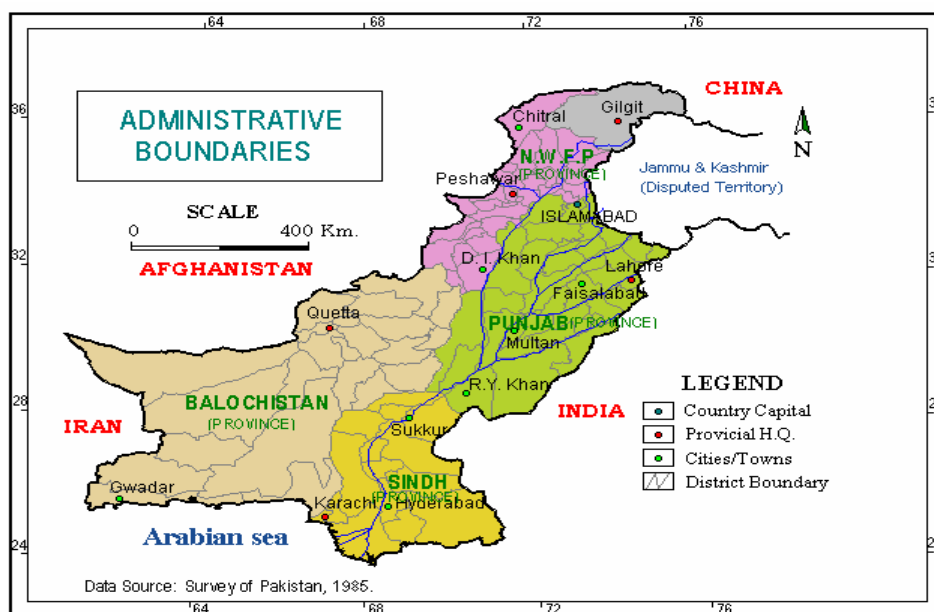 64 68 72 76
36
ADMINISTRATIVE
BOUNDARIES
CHINA
Gilgit
Chitral
N
N.W.F.P
(PROVINCE)
Jammu & Kashmir
(Disputed Territory)
Peshawar
SCALE
ISLAMABAD
0 400 Km.
32
AFGHANISTAN
D. I. Khan
Lahore
Faisalabad
Quetta
PUNJAB (PROVINCE)
Multan
R.Y. Khan
LEGEND
Country Capital
Provicial H.Q.
Cities/Towns
District Boundary
28
BALOCHISTAN
(PROVINCE)
INDIA
IRAN
Sukkur
SINDH
(PROVINCE)
Gwadar
Karachi
Hyderabad
Arabian sea
24
Data Source: Survey of Pakistan, 1985.
64 68 72 76